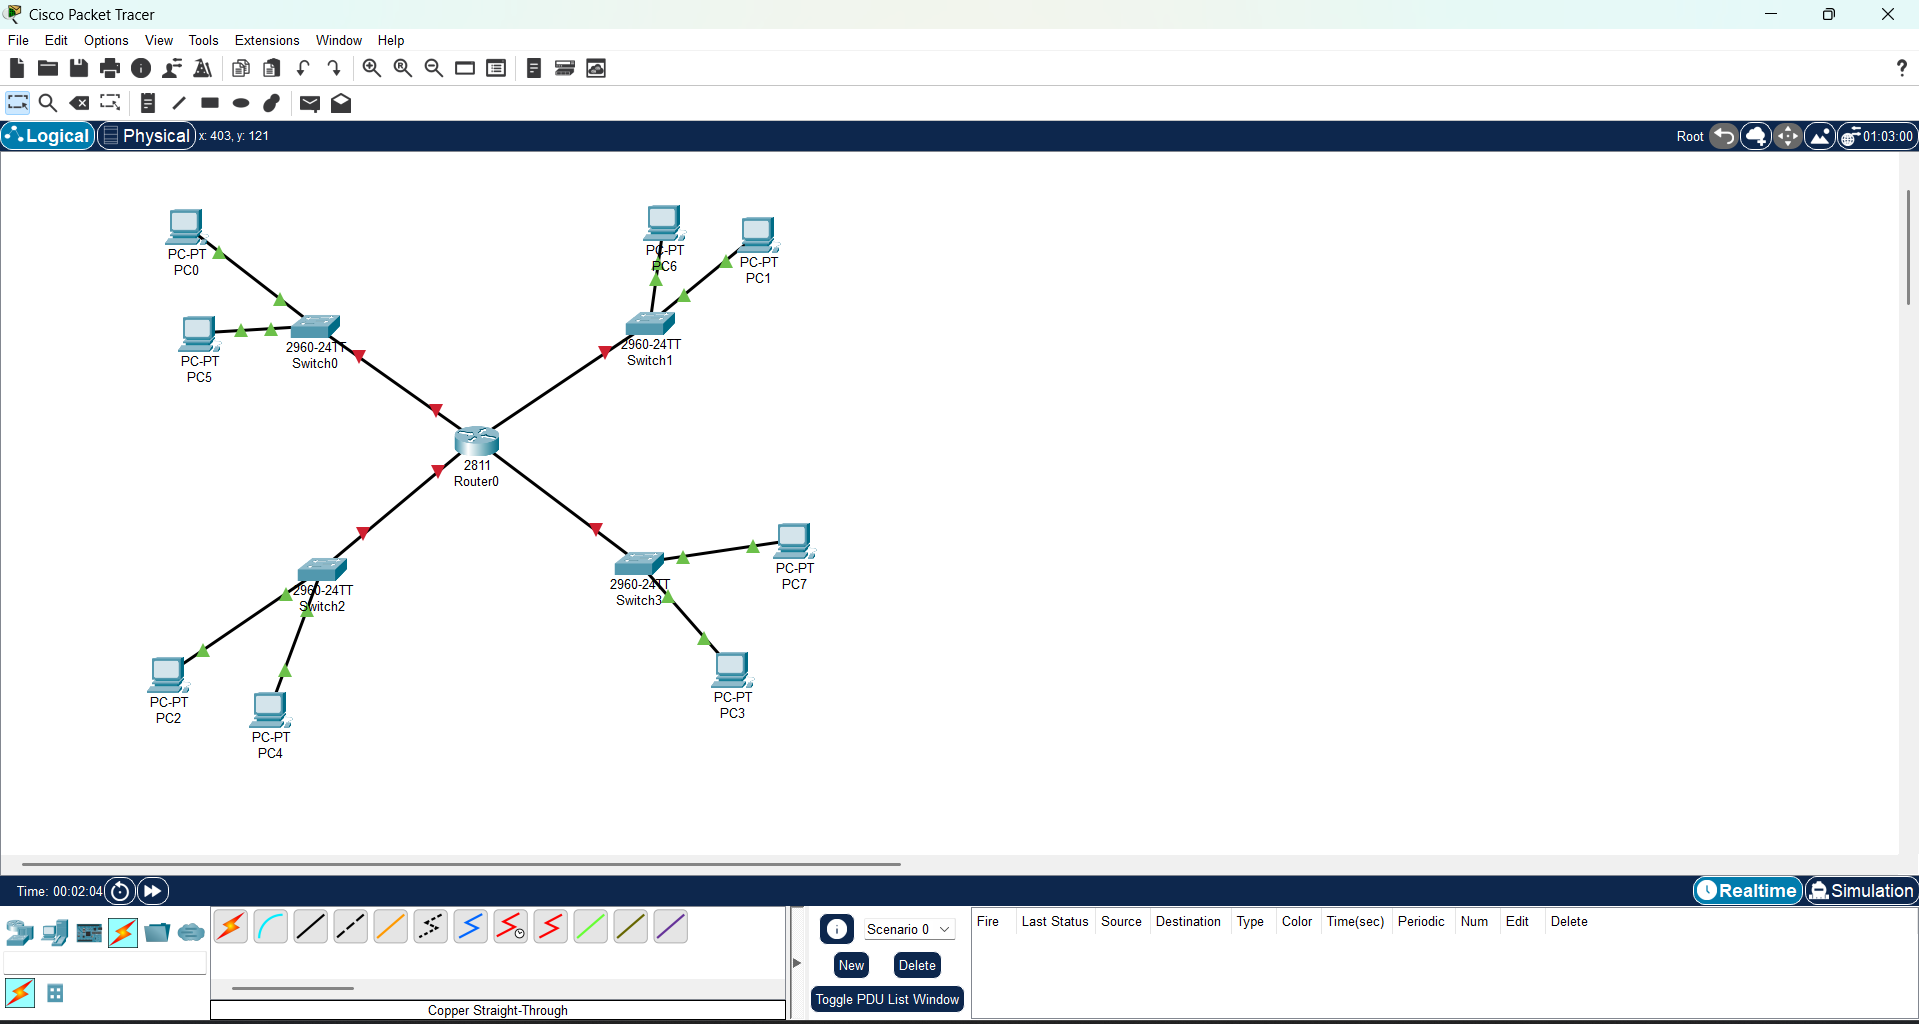 Cisco Packet Tracer
File Edit Options View Tools Extensions Window Help
?
Logical Physical x: 403, y: 121 Root 01:03:00
PC-PT
PC0
PC-PT
PC6
PC-PT
PC1
PC-PT
PC5
2960-24TT
Switch0
2960-24TT
Switch1
2811
Router0
2960-24TT
Switch2
2960-24TT
Switch3
PC-PT
PC7
PC-PT
PC2
PC-PT
PC4
PC-PT
PC3
Time: 00:02:04 Realtime Simulation
Scenario 0
New Delete
Toggle PDU List Window
Fire Last Status Source Destination Type Color Time(sec) Periodic Num Edit Delete
Copper Straight-Through